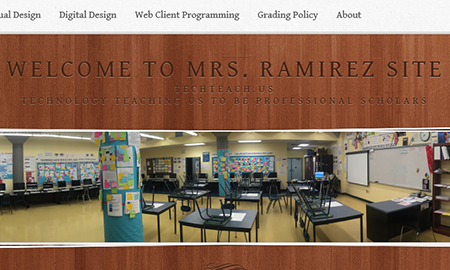 ual Design Digital Design Web Client Programming Grading Policy About
WELCOME TO MRS. RAMIREZ SITE
TECHTEACH.US
TECHNOLOGY TEACHING US TO BE PROFESSIONAL SCHOLARS